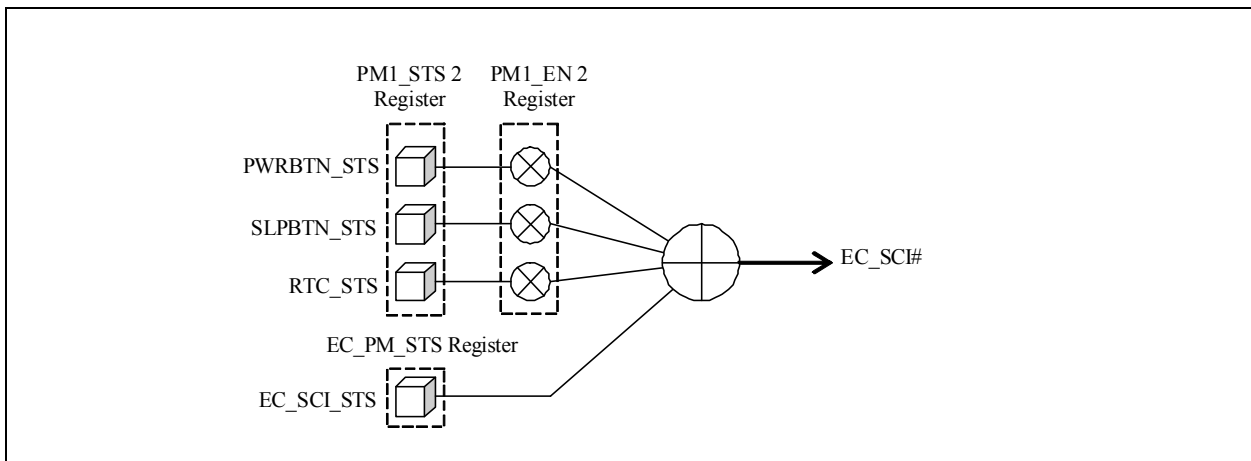 PM1_STS 2
Register
PM1_EN 2
Register
PWRBTN_STS
SLPBTN_STS
RTC_STS
EC_PM_STS Register
EC_SCI_STS
EC_SCI#